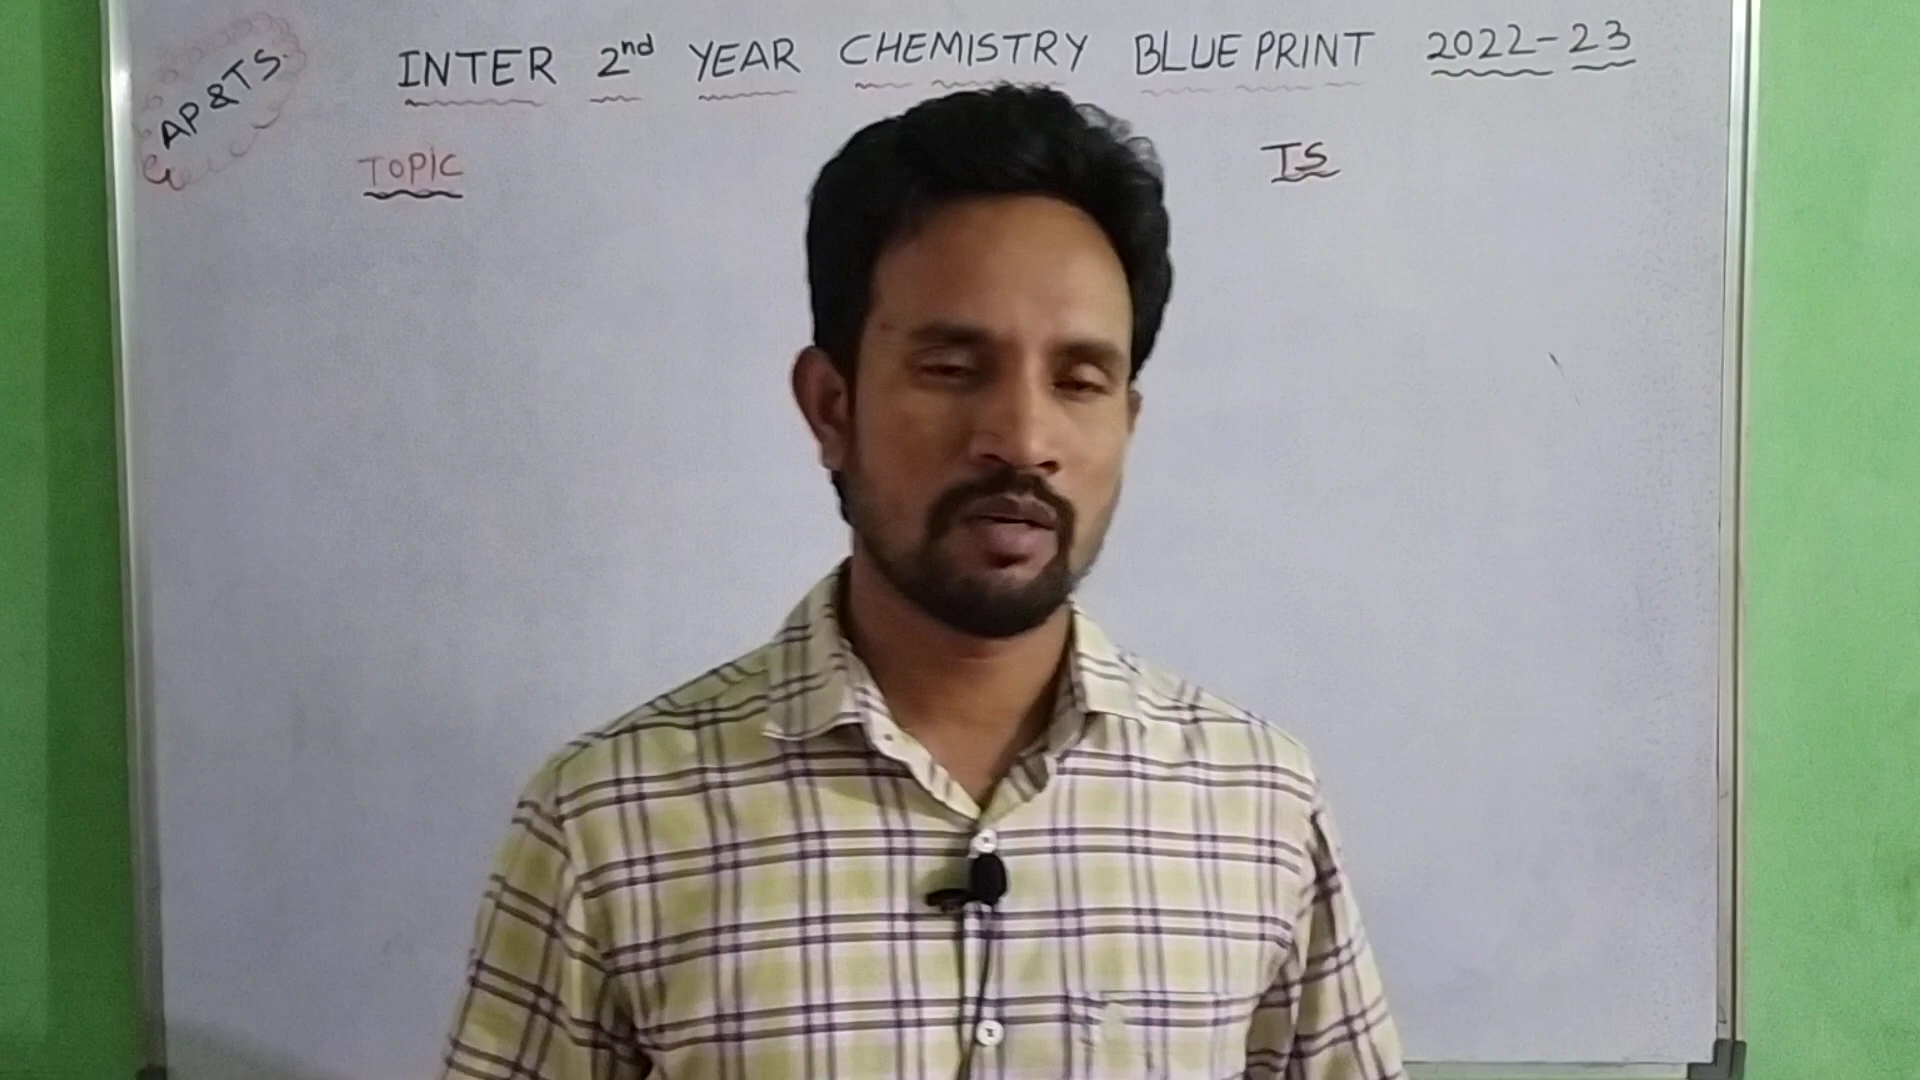 AP & TS.
INTER 2nd YEAR CHEMISTRY BLUE PRINT 2022-23
TOPIC TS